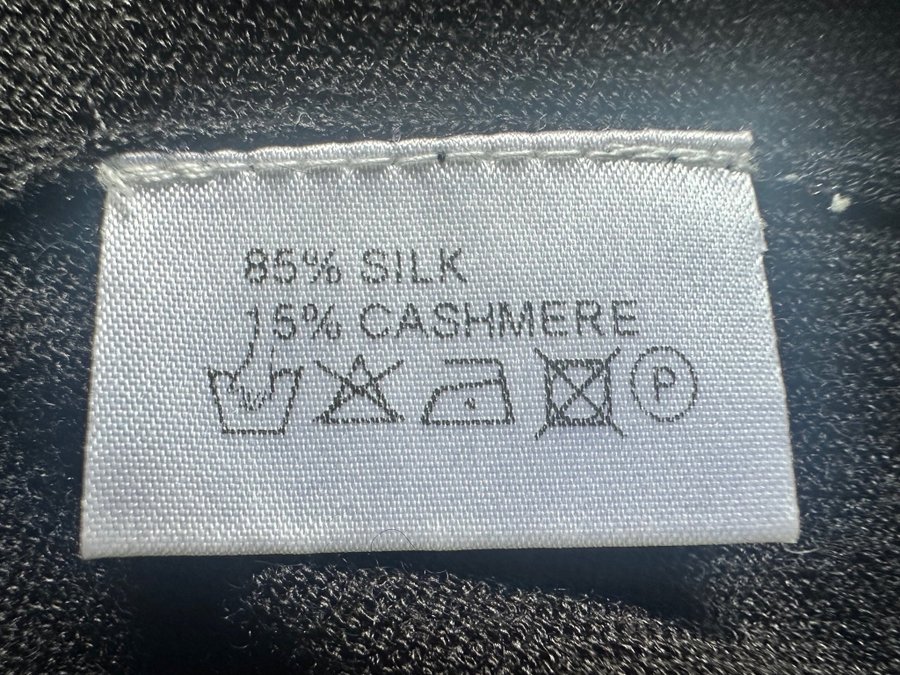 85% SILK
15% CASHMERE
P